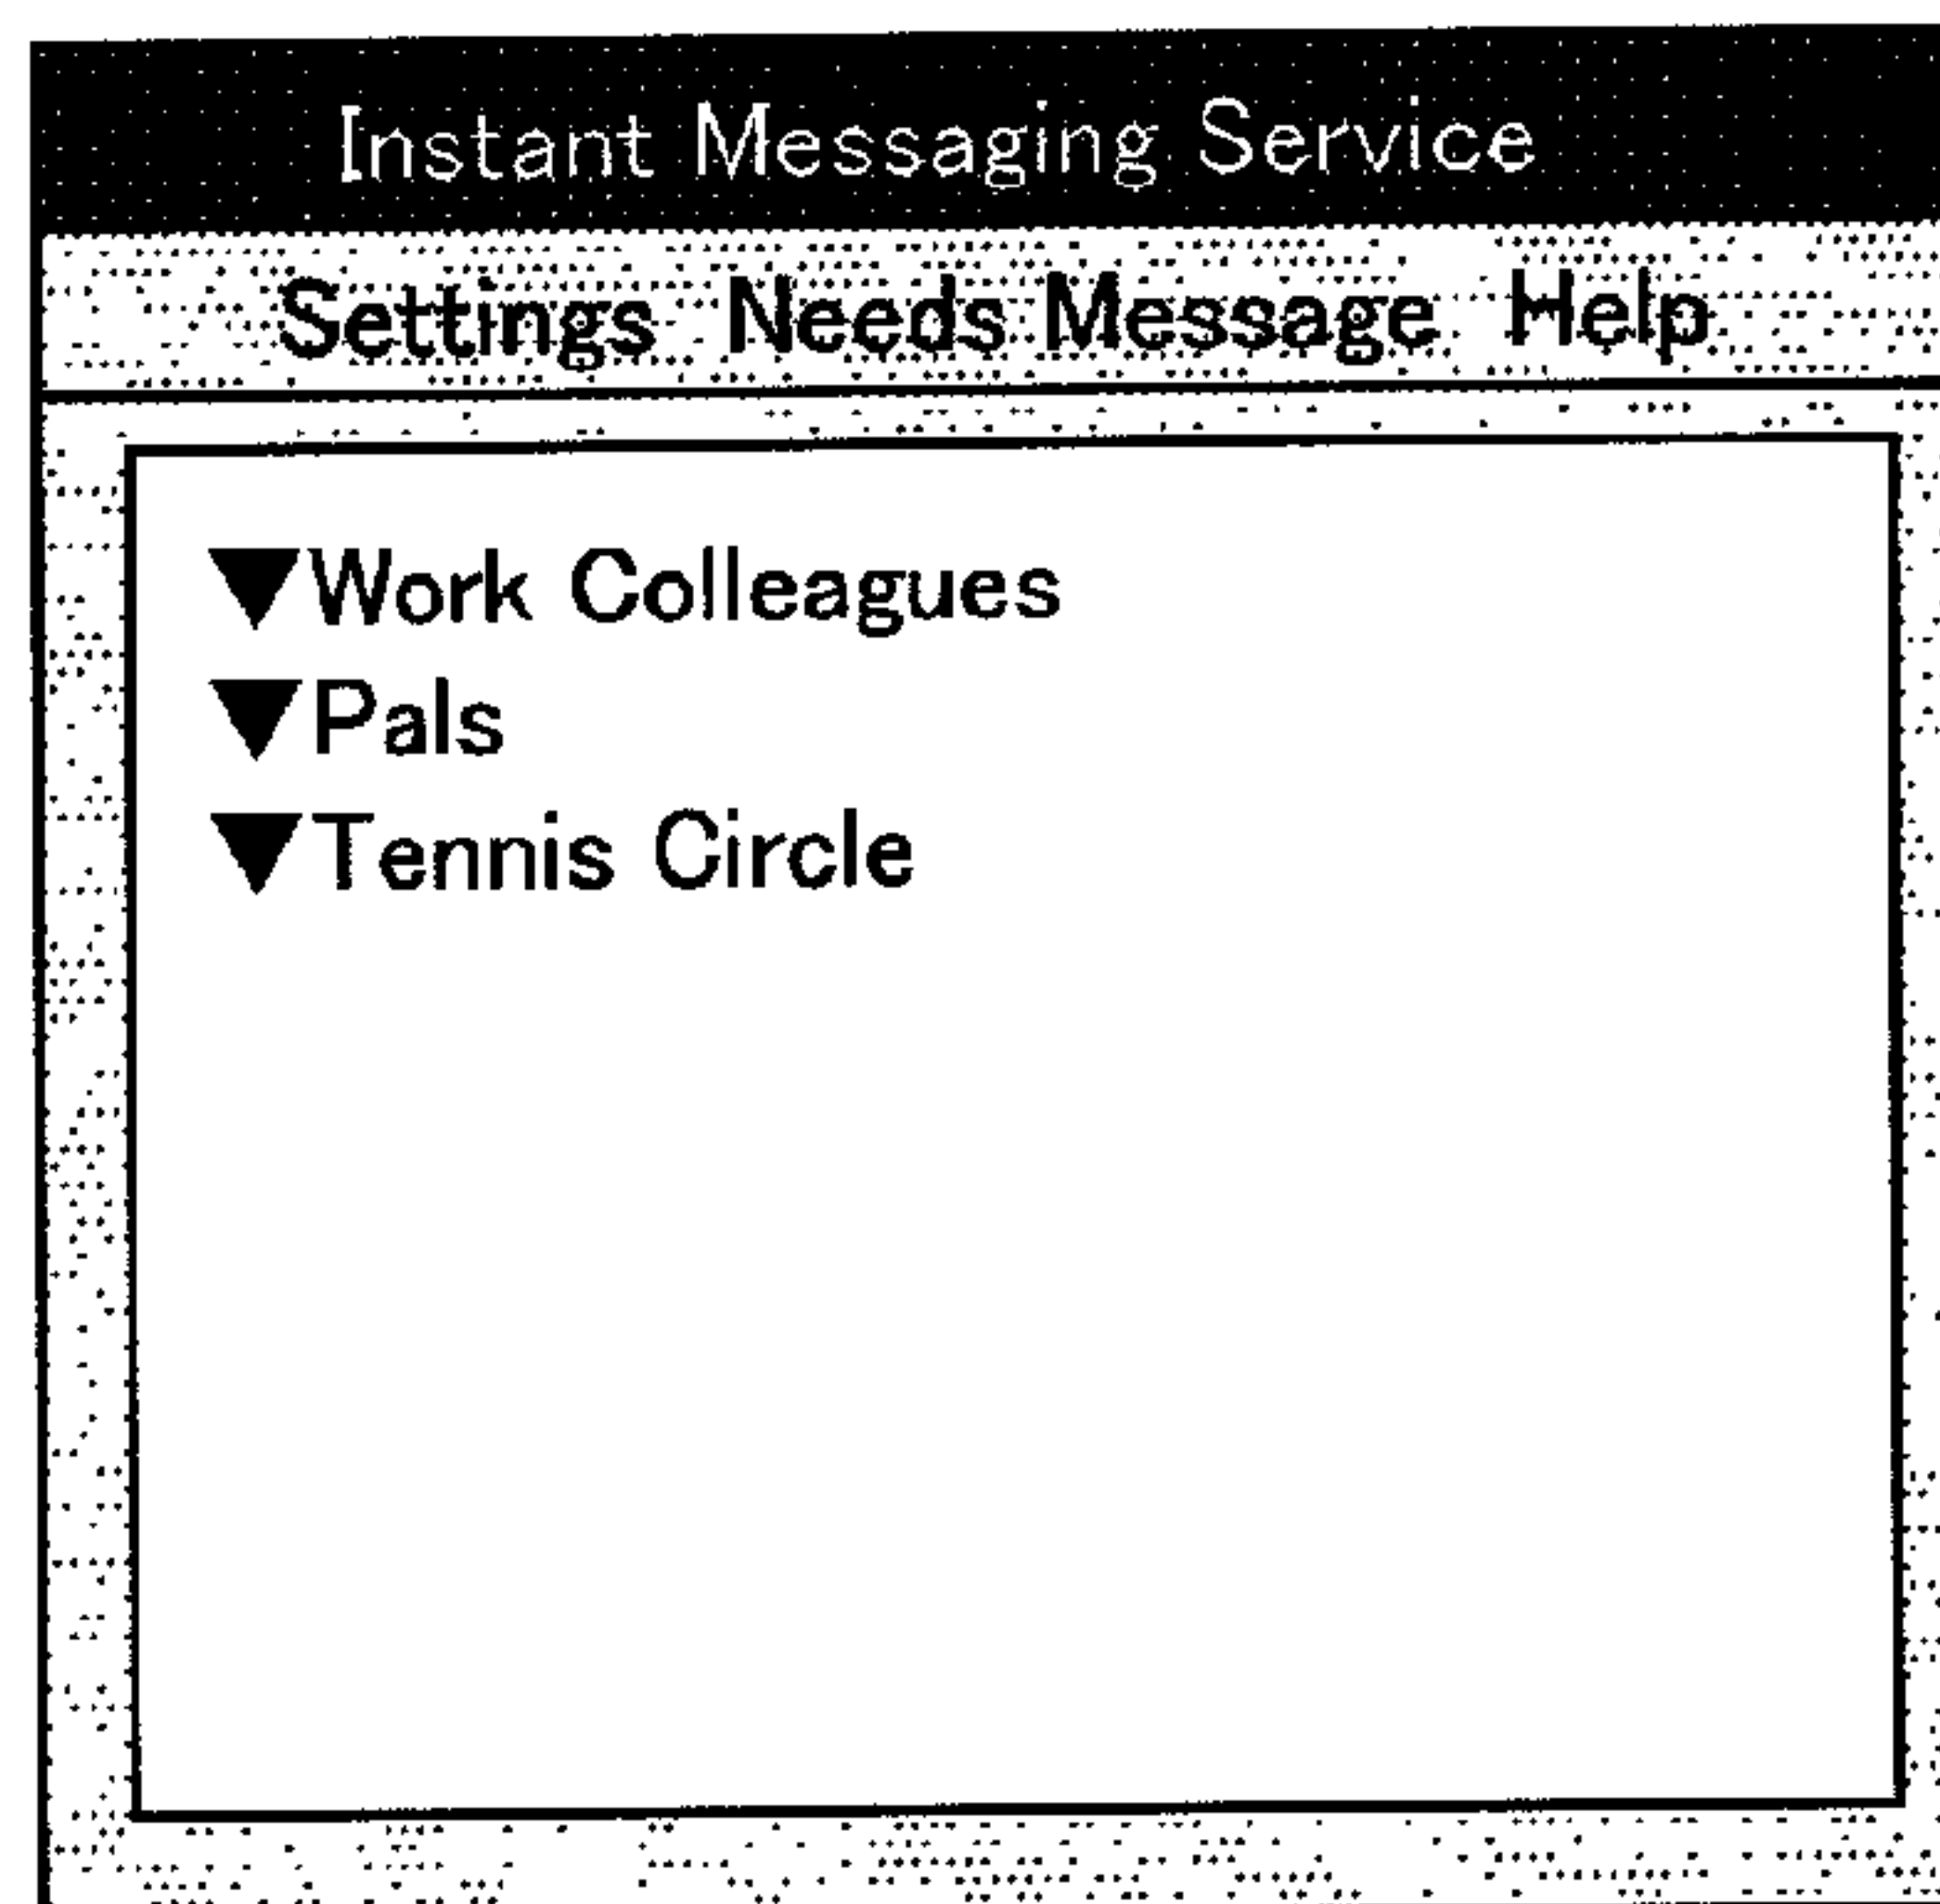 Instant Messaging Service
Settings Needs Message Help
▼Work Colleagues
▼Pals
▼Tennis Circle